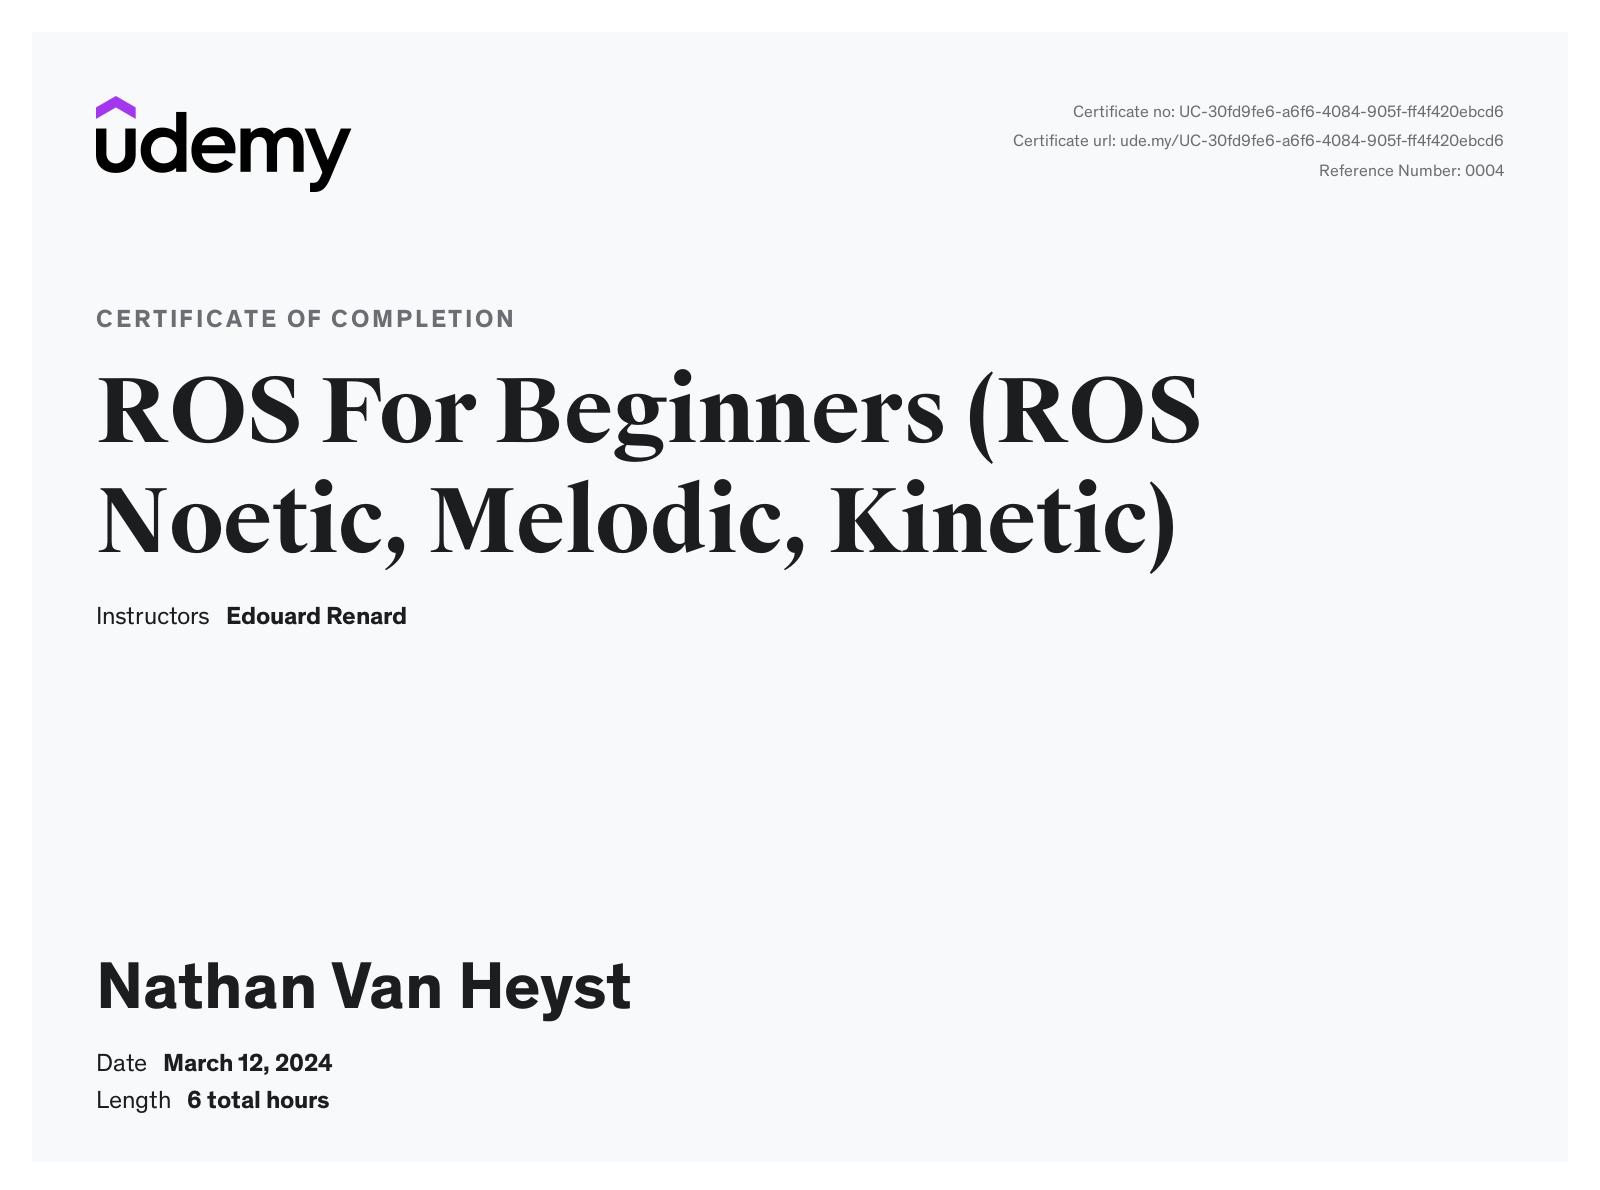 udemy
Certificate no: UC-30fd9fe6-a6f6-4084-905f-ff4f420ebcd6
Certificate url: ude.my/UC-30fd9fe6-a6f6-4084-905f-ff4f420ebcd6
Reference Number: 0004
CERTIFICATE OF COMPLETION
ROS For Beginners (ROS
Noetic, Melodic, Kinetic)
Instructors Edouard Renard
Nathan Van Heyst
Date March 12, 2024
Length 6 total hours